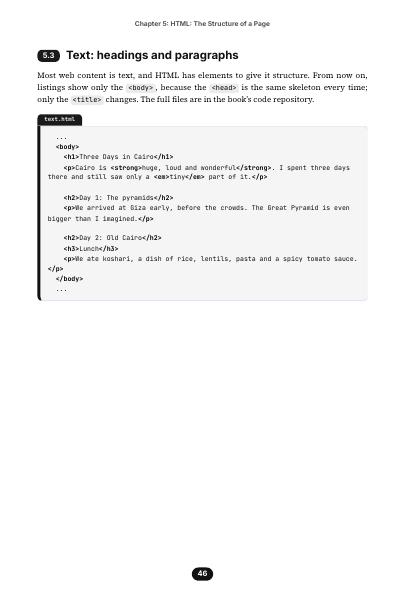 Chapter 5: HTML: The Structure of a Page
5.3 Text: headings and paragraphs
Most web content is text, and HTML has elements to give it structure. From now on,
listings show only the <body>, because the <head> is the same skeleton every time;
only the <title> changes. The full files are in the book's code repository.
text.html
...
<body>
<h1>Three Days in Cairo</h1>
<p>Cairo is <strong>huge, loud and wonderful</strong>. I spent three days
there and still saw only a <em>tiny</em> part of it.</p>
<h2>Day 1: The pyramids</h2>
<p>We arrived at Giza early, before the crowds. The Great Pyramid is even
bigger than I imagined.</p>
<h2>Day 2: Old Cairo</h2>
<h3>Lunch</h3>
<p>We ate koshari, a dish of rice, lentils, pasta and a spicy tomato sauce.
</p>
</body>
...
46